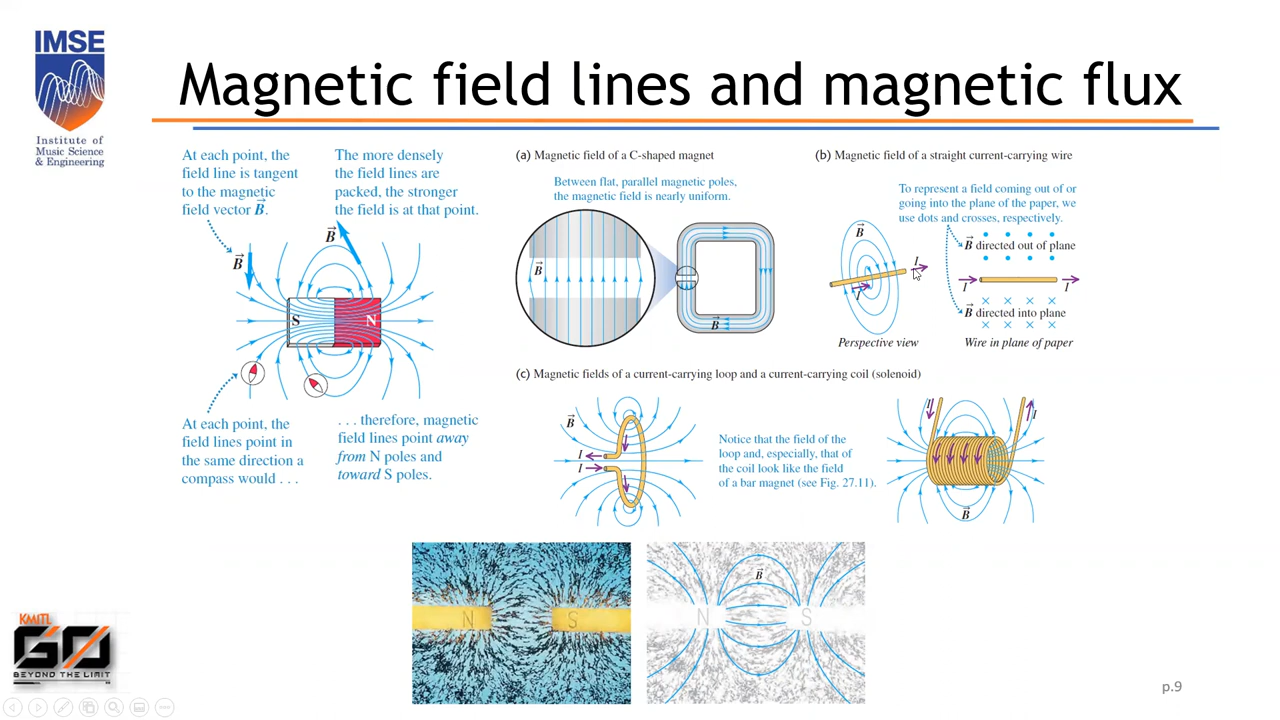 IMSE
Institute of
Music Science
& Engineering
Magnetic field lines and magnetic flux
At each point, the
field line is tangent
to the magnetic
field vector B⃗.
The more densely
the field lines are
packed, the stronger
the field is at that point.
B⃗
B⃗
S
N
At each point, the
field lines point in
the same direction a
compass would . . .
. . . therefore, magnetic
field lines point away
from N poles and
toward S poles.
(a) Magnetic field of a C-shaped magnet
Between flat, parallel magnetic poles,
the magnetic field is nearly uniform.
B⃗
B⃗
(b) Magnetic field of a straight current-carrying wire
To represent a field coming out of or
going into the plane of the paper, we
use dots and crosses, respectively.
B⃗
I
I
Perspective view
B⃗ directed out of plane
I
I
B⃗ directed into plane
Wire in plane of paper
(c) Magnetic fields of a current-carrying loop and a current-carrying coil (solenoid)
B⃗
I
I
Notice that the field of the
loop and, especially, that of
the coil look like the field
of a bar magnet (see Fig. 27.11).
I
I
B⃗
N
S
B⃗
N
S
KMITL
GO
BEYOND THE LIMIT
p.9